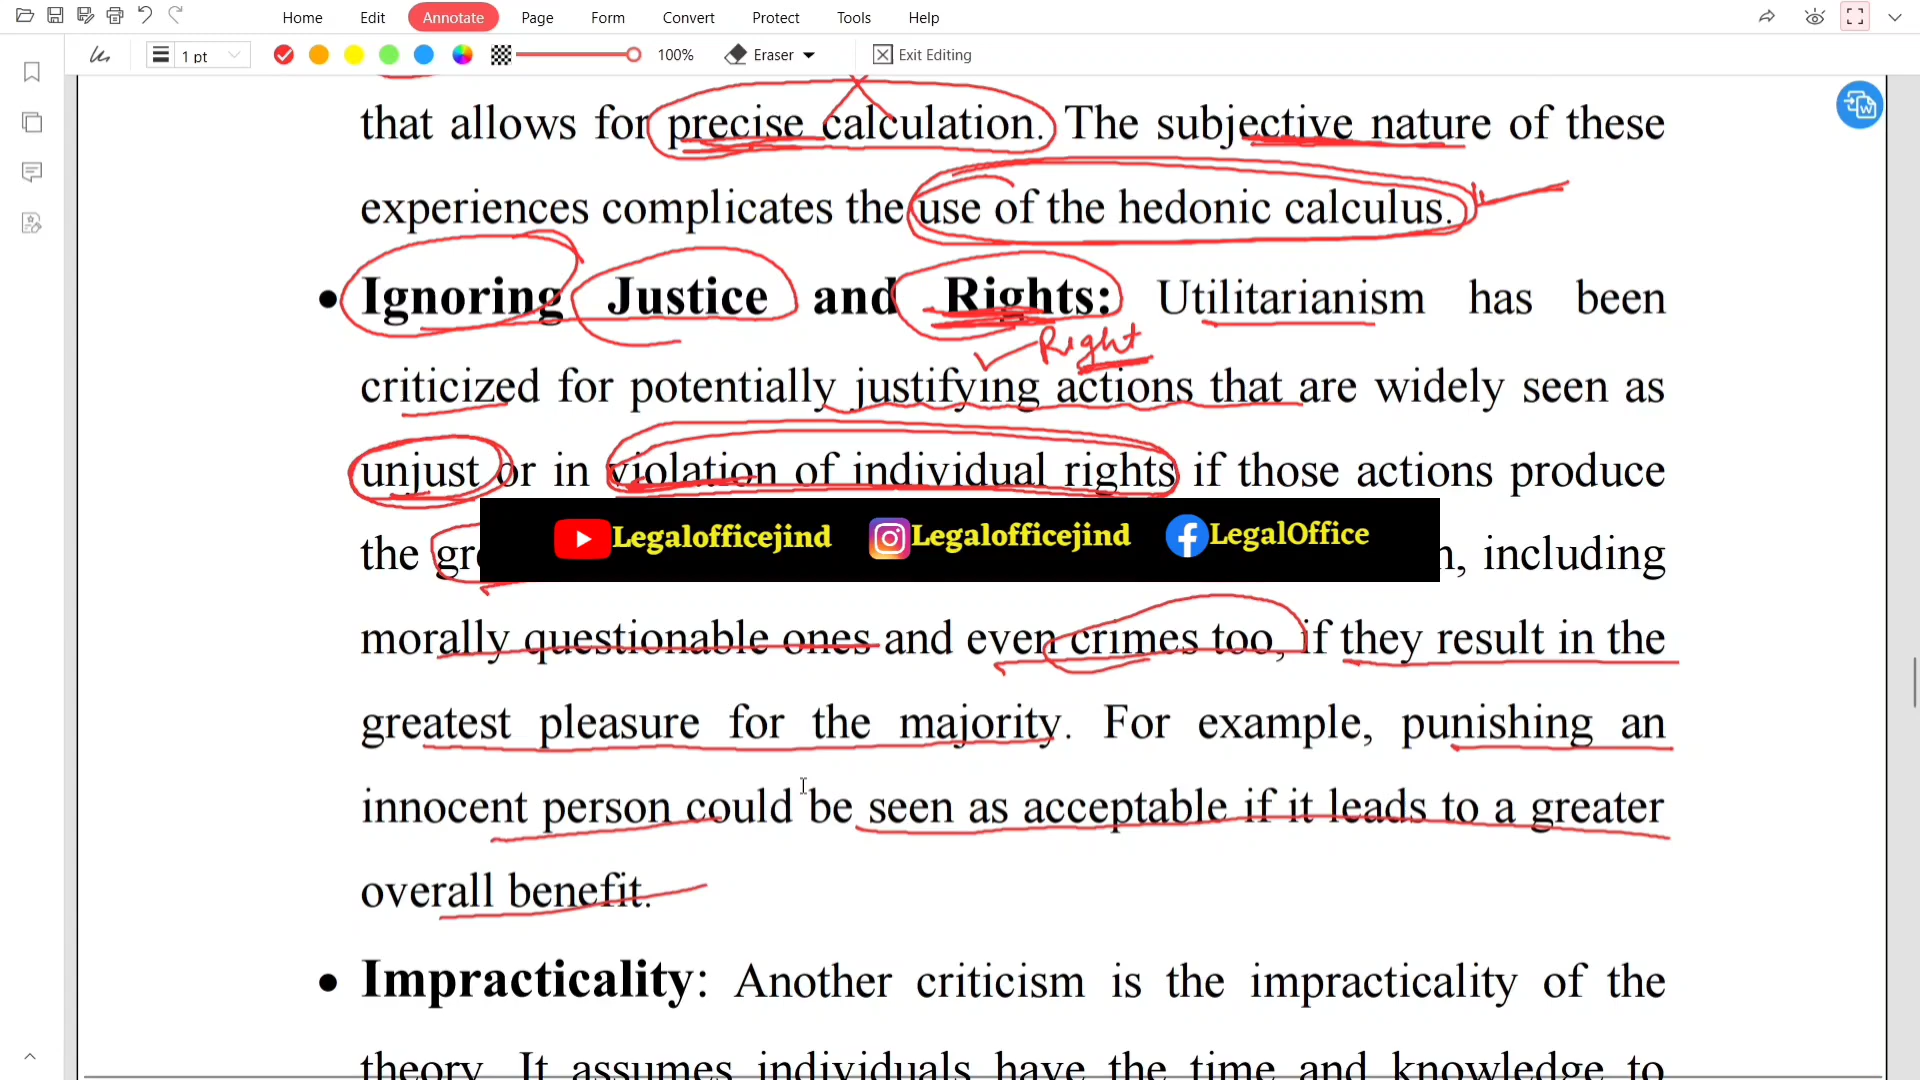 Home Edit Annotate Page Form Convert Protect Tools Help
1 pt 100% Eraser Exit Editing
that allows for precise calculation. The subjective nature of these
experiences complicates the use of the hedonic calculus.
• Ignoring Justice and Rights: Utilitarianism has been
Right
criticized for potentially justifying actions that are widely seen as
unjust or in violation of individual rights if those actions produce
Legalofficejind Legalofficejind LegalOffice
the including
morally questionable ones and even crimes too, if they result in the
greatest pleasure for the majority. For example, punishing an
innocent person could be seen as acceptable if it leads to a greater
overall benefit.
• Impracticality: Another criticism is the impracticality of the
theory. It assumes individuals have the time and knowledge to